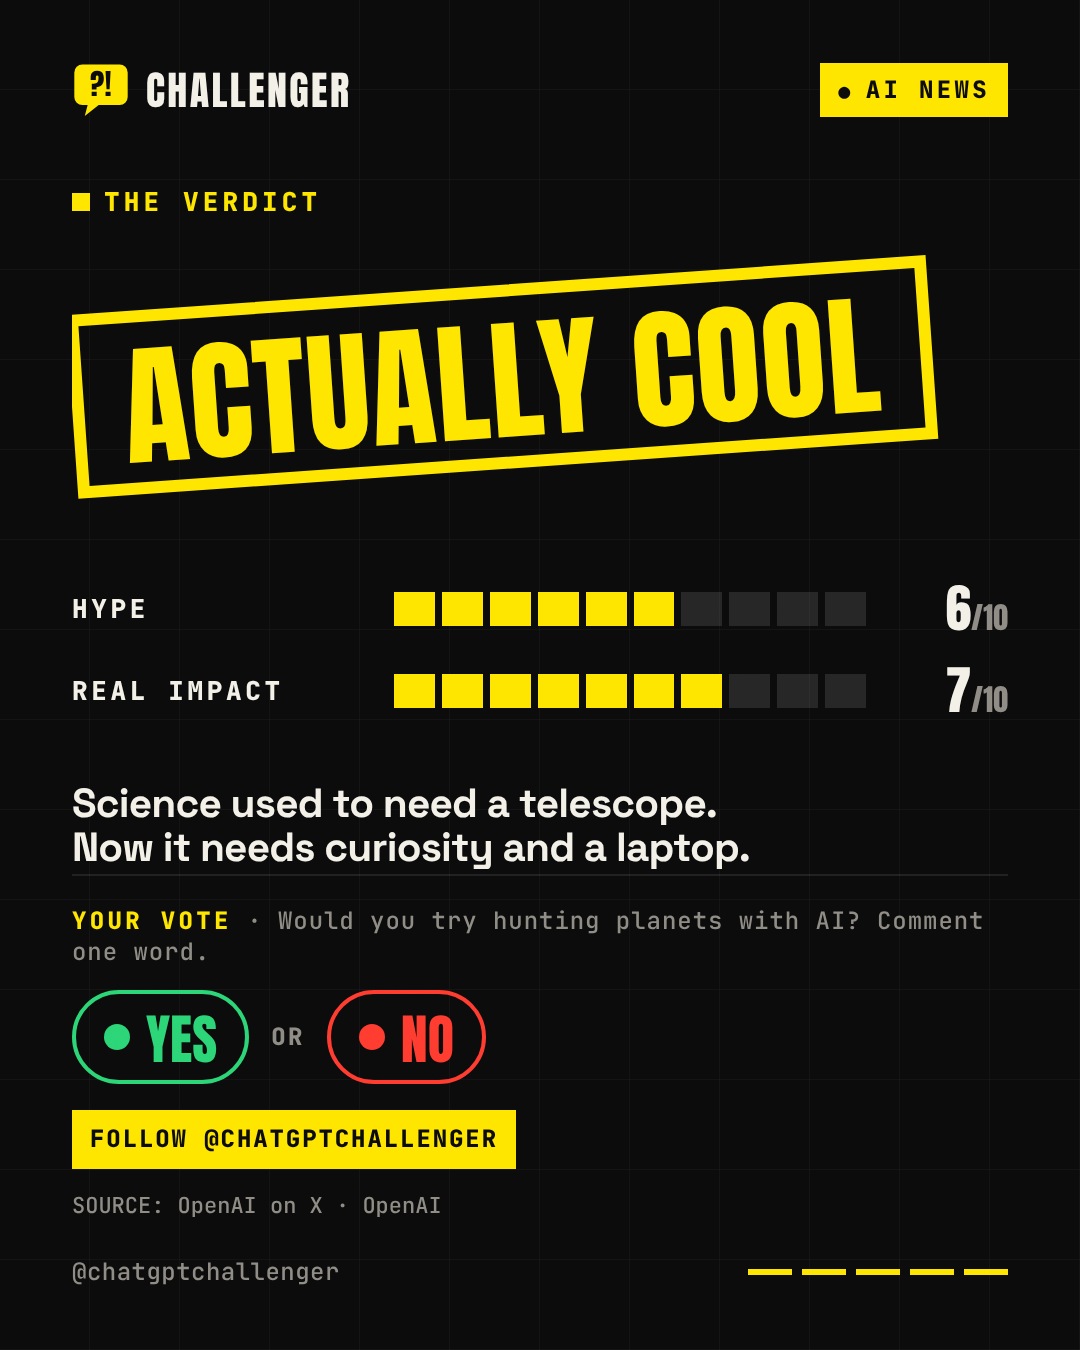 ?! CHALLENGER
● AI NEWS
THE VERDICT
ACTUALLY COOL
HYPE 6/10
REAL IMPACT 7/10
Science used to need a telescope.
Now it needs curiosity and a laptop.
YOUR VOTE · Would you try hunting planets with AI? Comment
one word.
YES OR NO
FOLLOW @CHATGPTCHALLENGER
SOURCE: OpenAI on X · OpenAI
@chatgptchallenger